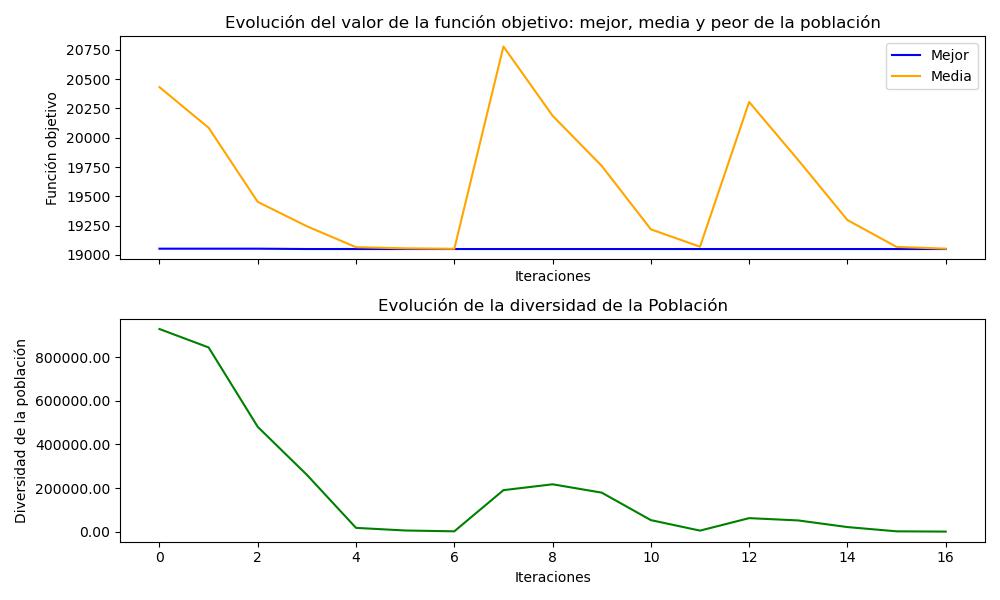 Evolución del valor de la función objetivo: mejor, media y peor de la población
Función objetivo
20750
20500
20250
20000
19750
19500
19250
19000
Mejor
Media
Iteraciones
Evolución de la diversidad de la Población
Diversidad de la población
800000.00
600000.00
400000.00
200000.00
0.00
0 2 4 6 8 10 12 14 16
Iteraciones